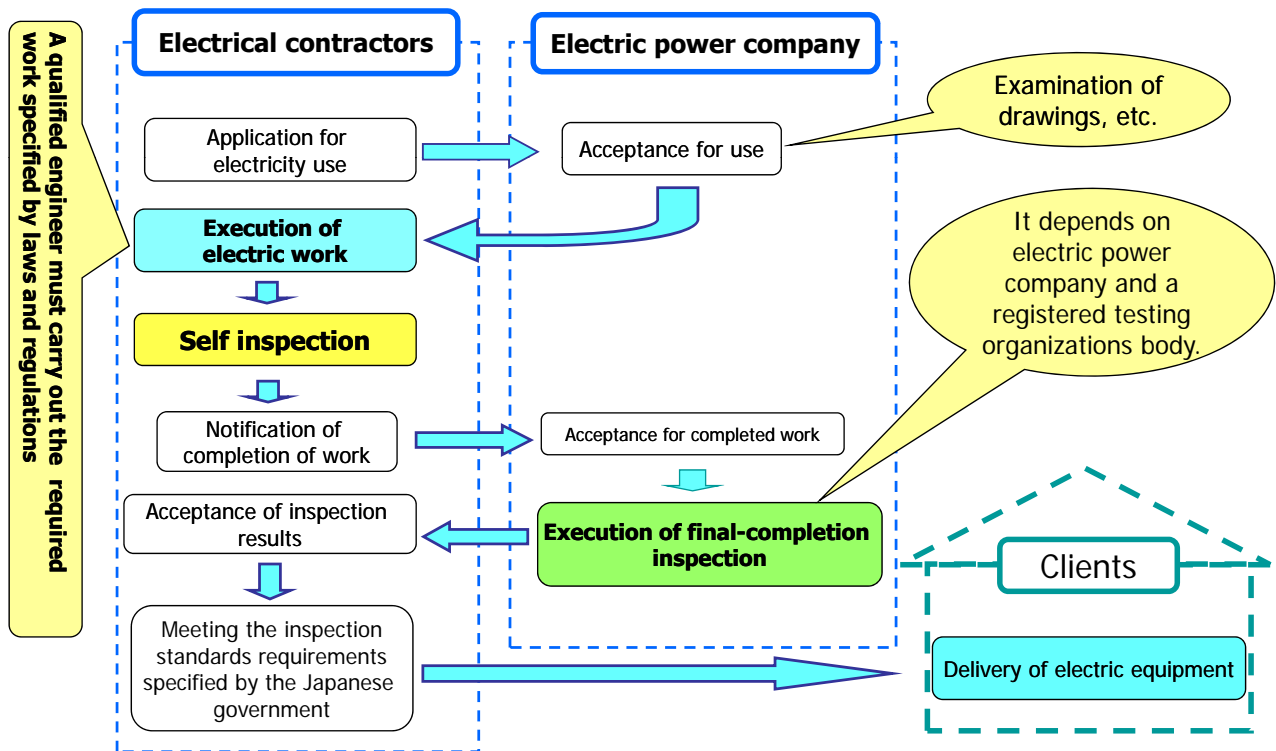 A qualified engineer must carry out the required
work specified by laws and regulations
Electrical contractors
Electric power company
Application for
electricity use
Acceptance for use
Examination of
drawings, etc.
Execution of
electric work
It depends on
electric power
company and a
registered testing
organizations body.
Self inspection
Notification of
completion of work
Acceptance for completed work
Acceptance of inspection
results
Execution of final-completion
inspection
Clients
Meeting the inspection
standards requirements
specified by the Japanese
government
Delivery of electric equipment